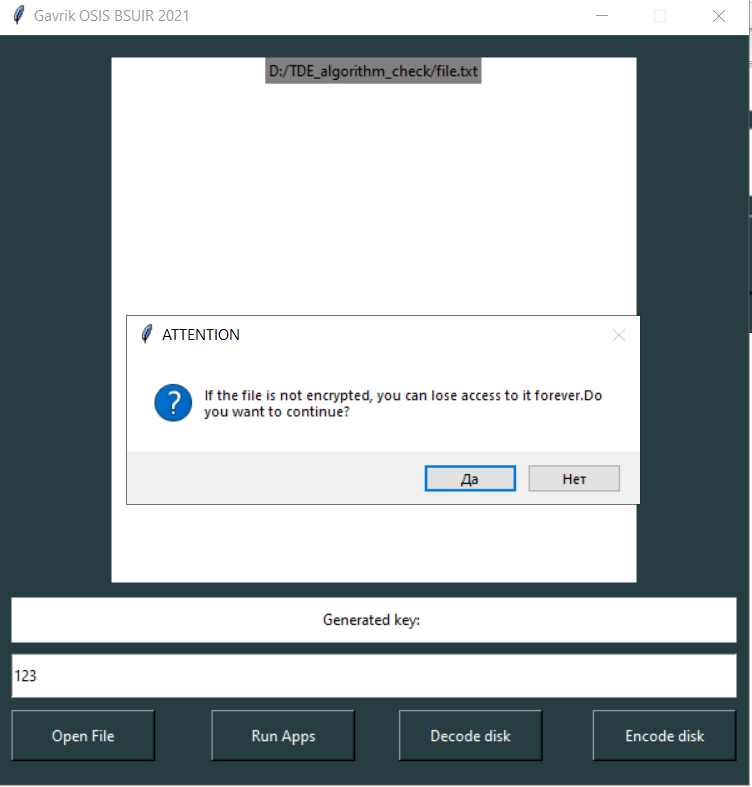 Gavrik OSIS BSUIR 2021
D:/TDE_algorithm_check/file.txt
ATTENTION
If the file is not encrypted, you can lose access to it forever.Do
you want to continue?
Да Нет
Generated key:
123
Open File Run Apps Decode disk Encode disk